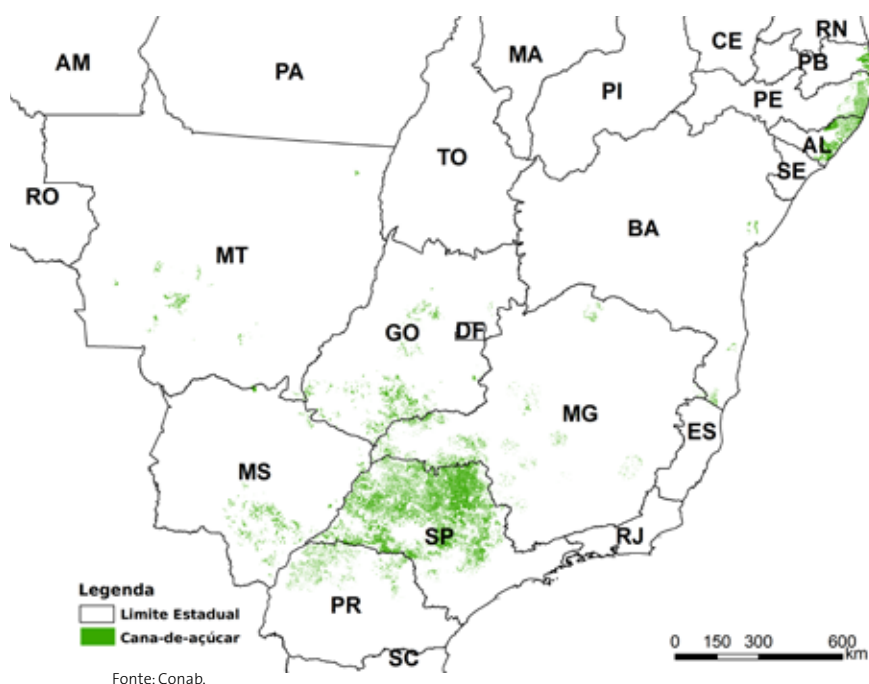 RN
MA
CE
AM
PA
PB
PI
PE
TO
AL
SE
RO
BA
MT
GO
DF
MG
ES
MS
SP
RJ
Legenda
Limite Estadual
PR
Cana-de-açúcar
0 150 300 600
km
SC
Fonte: Conab.